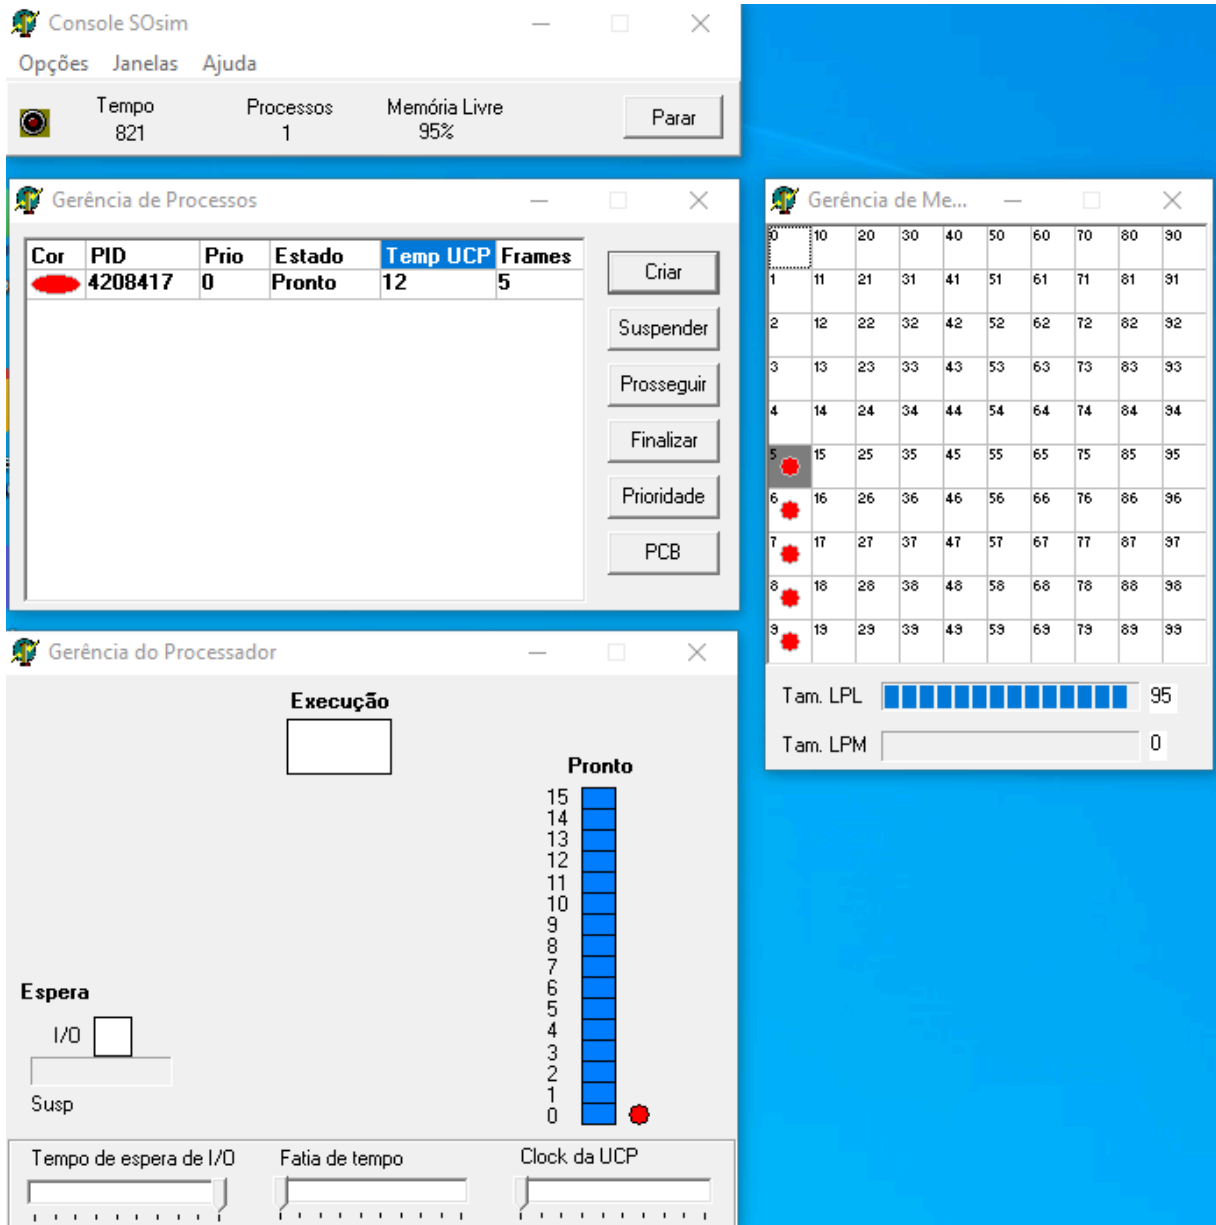 Console SOsim
Opções Janelas Ajuda
Tempo Processos Memória Livre
821 1 95%
Parar
Gerência de Processos
Cor PID Prio Estado Temp UCP Frames
4208417 0 Pronto 12 5
Criar
Suspender
Prosseguir
Finalizar
Prioridade
PCB
Gerência de Me...
0 10 20 30 40 50 60 70 80 90
1 11 21 31 41 51 61 71 81 91
2 12 22 32 42 52 62 72 82 92
3 13 23 33 43 53 63 73 83 93
4 14 24 34 44 54 64 74 84 94
5 15 25 35 45 55 65 75 85 95
6 16 26 36 46 56 66 76 86 96
7 17 27 37 47 57 67 77 87 97
8 18 28 38 48 58 68 78 88 98
9 19 29 39 49 59 69 79 89 99
Tam. LPL 95
Tam. LPM 0
Gerência do Processador
Execução
Pronto
15
14
13
12
11
10
9
8
7
6
5
4
3
2
1
0
Espera
I/O
Susp
Tempo de espera de I/O Fatia de tempo Clock da UCP